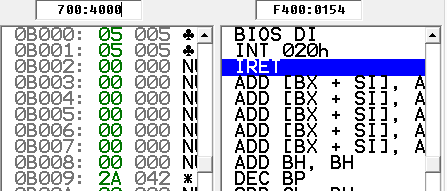 700:4000
F400:0154
0B000: 05 005 ♣
0B001: 05 005 ♣
0B002: 00 000 NU
0B003: 00 000 NU
0B004: 00 000 NU
0B005: 00 000 NU
0B006: 00 000 NU
0B007: 00 000 NU
0B008: 00 000 NU
0B009: 2A 042 *
BIOS DI
INT 020h
IRET
ADD [BX + SI], A
ADD [BX + SI], A
ADD [BX + SI], A
ADD [BX + SI], A
ADD [BX + SI], A
ADD BH, BH
DEC BP